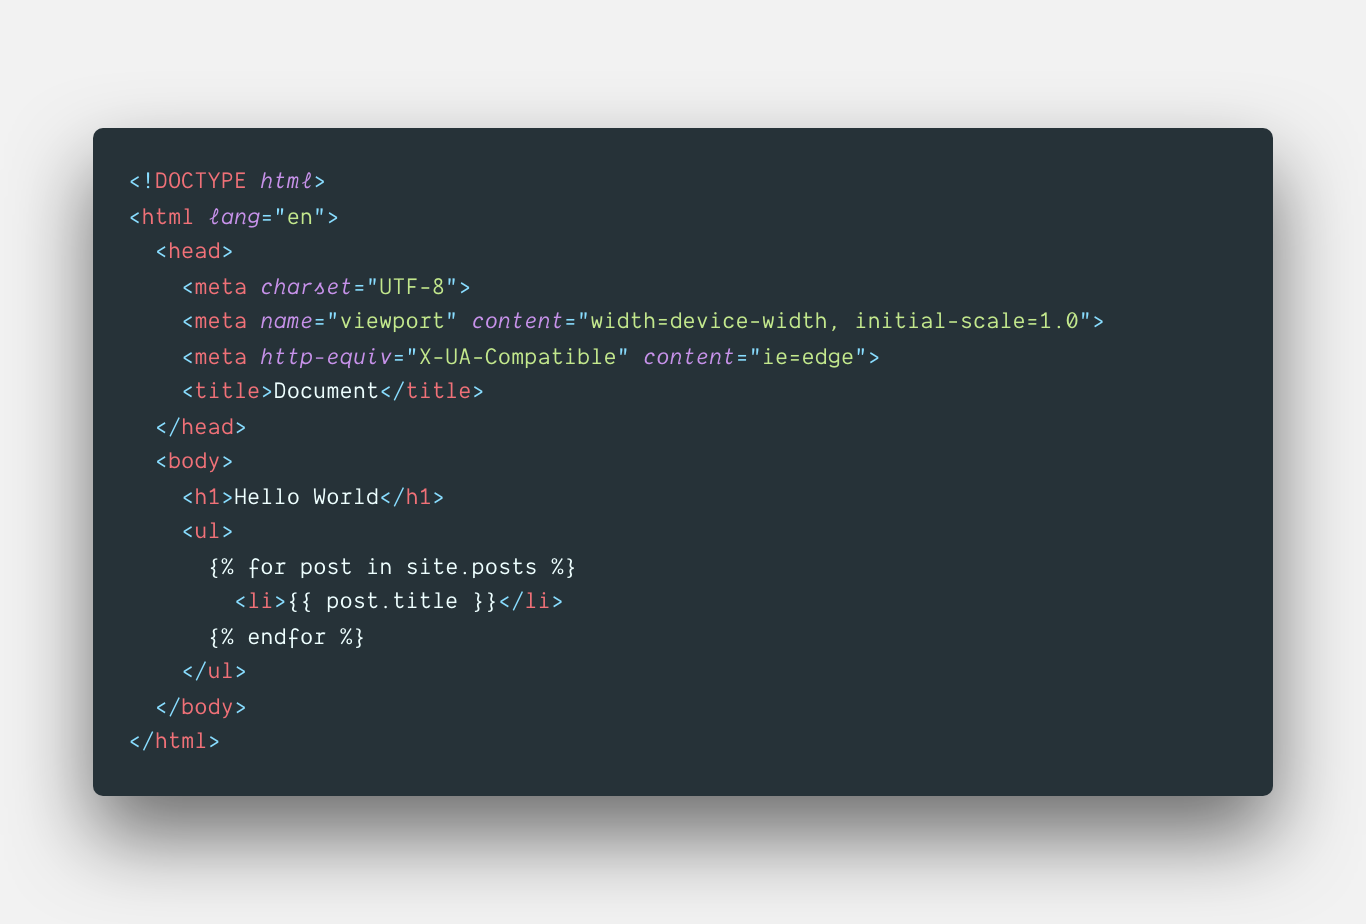 <!DOCTYPE html>
<html lang="en">
  <head>
    <meta charset="UTF-8">
    <meta name="viewport" content="width=device-width, initial-scale=1.0">
    <meta http-equiv="X-UA-Compatible" content="ie=edge">
    <title>Document</title>
  </head>
  <body>
    <h1>Hello World</h1>
    <ul>
      {% for post in site.posts %}
        <li>{{ post.title }}</li>
      {% endfor %}
    </ul>
  </body>
</html>